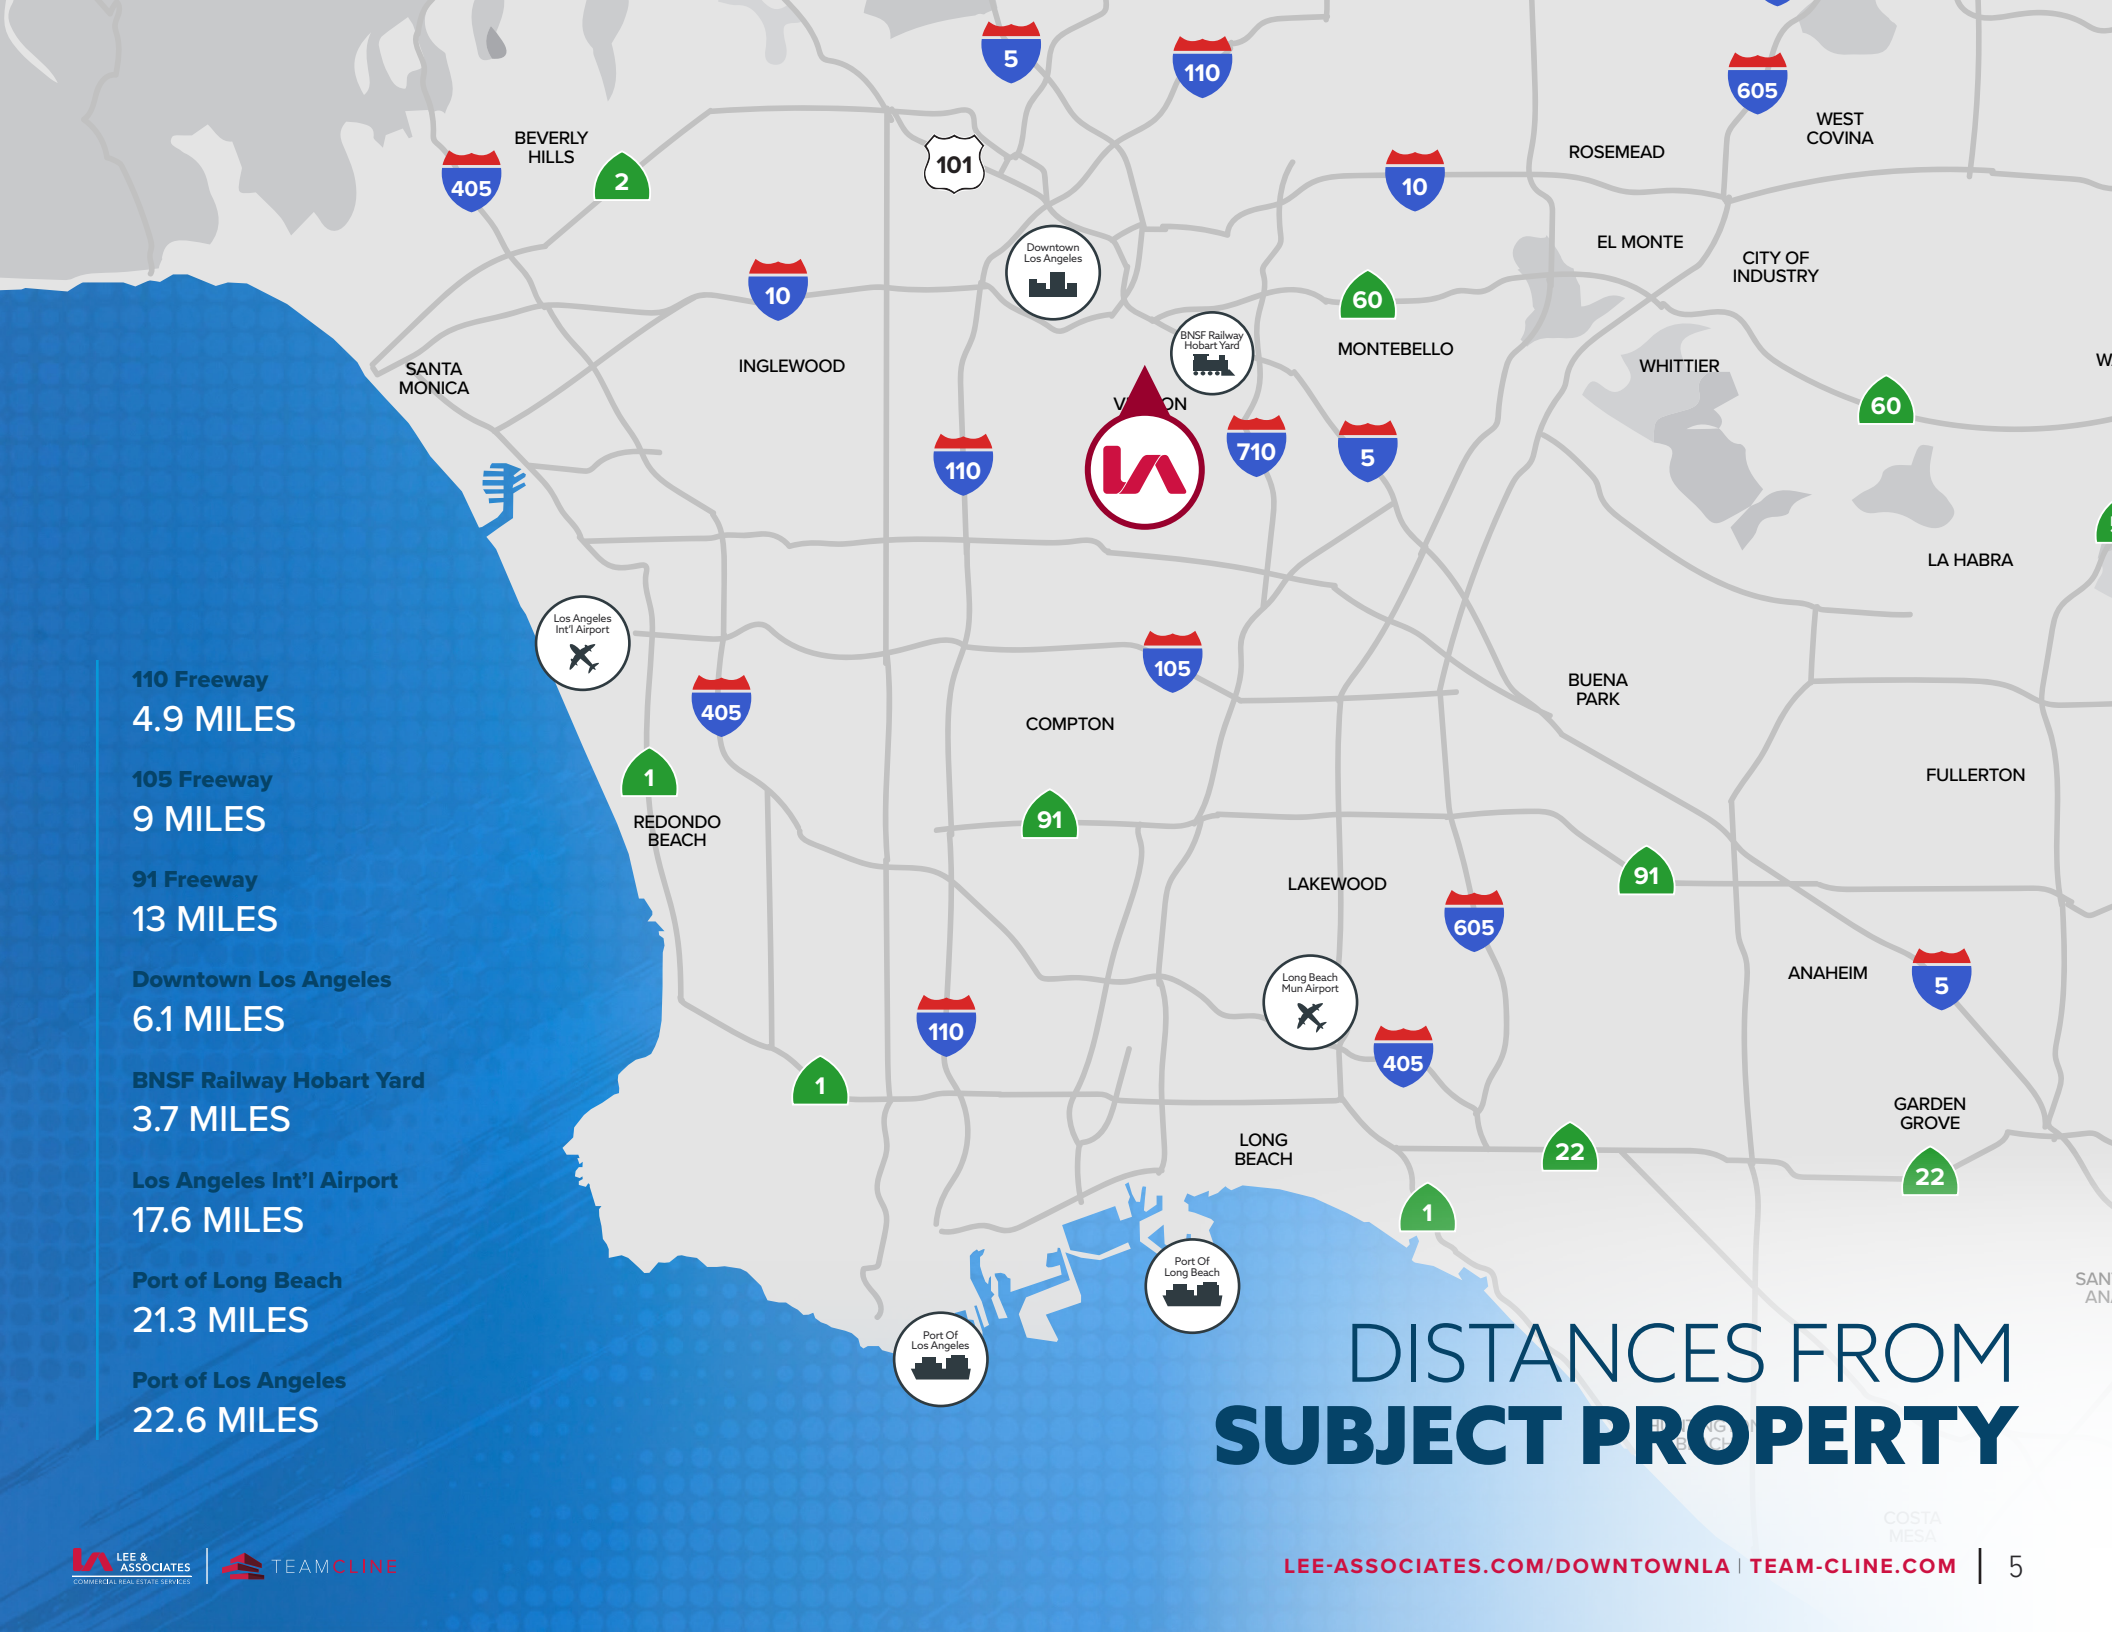 5
110
605
WEST
COVINA
BEVERLY
HILLS
405
2
101
10
ROSEMEAD
EL MONTE
CITY OF
INDUSTRY
Downtown
Los Angeles
10
60
BNSF Railway
Hobart Yard
MONTEBELLO
SANTA
MONICA
INGLEWOOD
WHITTIER
60
110
710
5
LA HABRA
Los Angeles
Int'l Airport
105
405
COMPTON
BUENA
PARK
1
REDONDO
BEACH
91
FULLERTON
LAKEWOOD
91
605
Long Beach
Mun Airport
ANAHEIM
5
110
405
1
GARDEN
GROVE
LONG
BEACH
22
22
1
Port Of
Long Beach
Port Of
Los Angeles
110 Freeway
4.9 MILES
105 Freeway
9 MILES
91 Freeway
13 MILES
Downtown Los Angeles
6.1 MILES
BNSF Railway Hobart Yard
3.7 MILES
Los Angeles Int'l Airport
17.6 MILES
Port of Long Beach
21.3 MILES
Port of Los Angeles
22.6 MILES
DISTANCES FROM
SUBJECT PROPERTY
COSTA
MESA
LEE &
ASSOCIATES
COMMERCIAL REAL ESTATE SERVICES
TEAMCLINE
LEE-ASSOCIATES.COM/DOWNTOWNLA | TEAM-CLINE.COM | 5